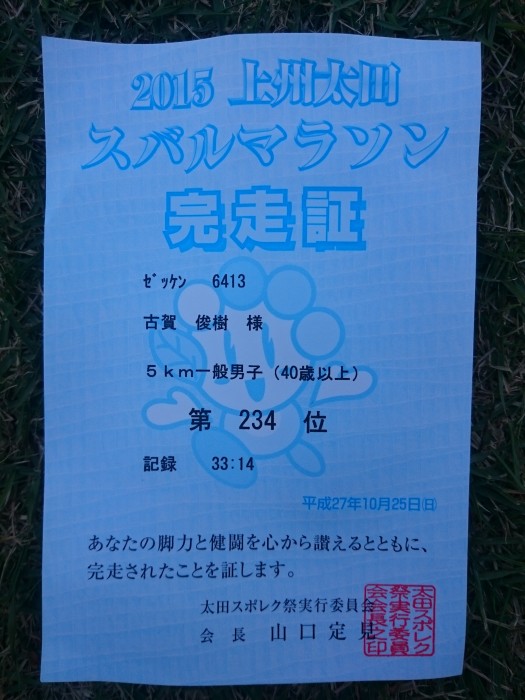 2015 上州太田
スバルマラソン
完走証
ｾﾞｯｹﾝ 6413
古賀 俊樹 様
５ｋｍ一般男子（40歳以上）
第 234 位
記録 33:14
平成27年10月25日㈰
あなたの脚力と健闘を心から讃えるとともに、
完走されたことを証します。
太田スポレク祭実行委員会
会 長 山口定見
太田スポレク
祭実行委員
会会長之印